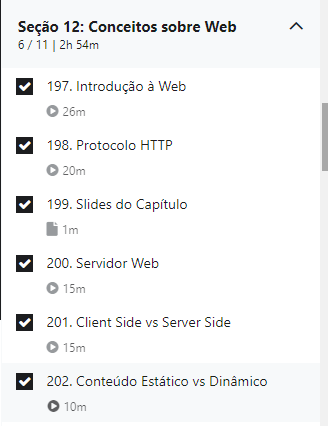 Seção 12: Conceitos sobre Web
6 / 11 | 2h 54m
197. Introdução à Web
26m
198. Protocolo HTTP
20m
199. Slides do Capítulo
1m
200. Servidor Web
15m
201. Client Side vs Server Side
15m
202. Conteúdo Estático vs Dinâmico
10m